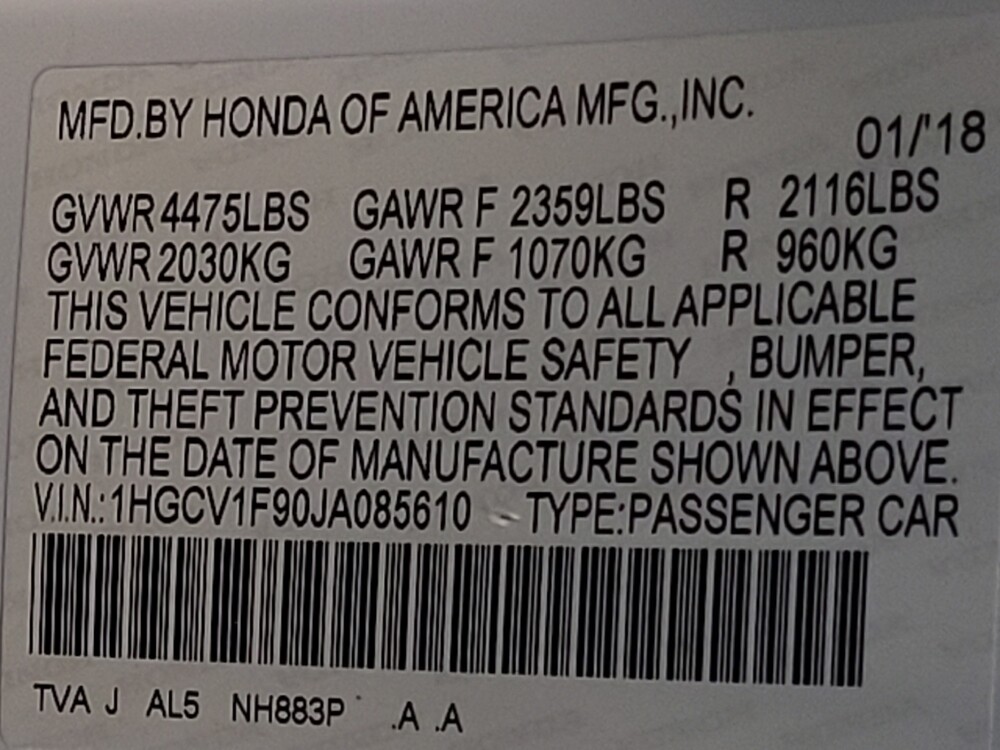 MFD.BY HONDA OF AMERICA MFG.,INC.
01/'18
GVWR 4475LBS GAWR F 2359LBS R 2116LBS
GVWR 2030KG GAWR F 1070KG R 960KG
THIS VEHICLE CONFORMS TO ALL APPLICABLE
FEDERAL MOTOR VEHICLE SAFETY , BUMPER,
AND THEFT PREVENTION STANDARDS IN EFFECT
ON THE DATE OF MANUFACTURE SHOWN ABOVE.
V.I.N.:1HGCV1F90JA085610 TYPE:PASSENGER CAR
TVA J AL5 NH883P .A .A